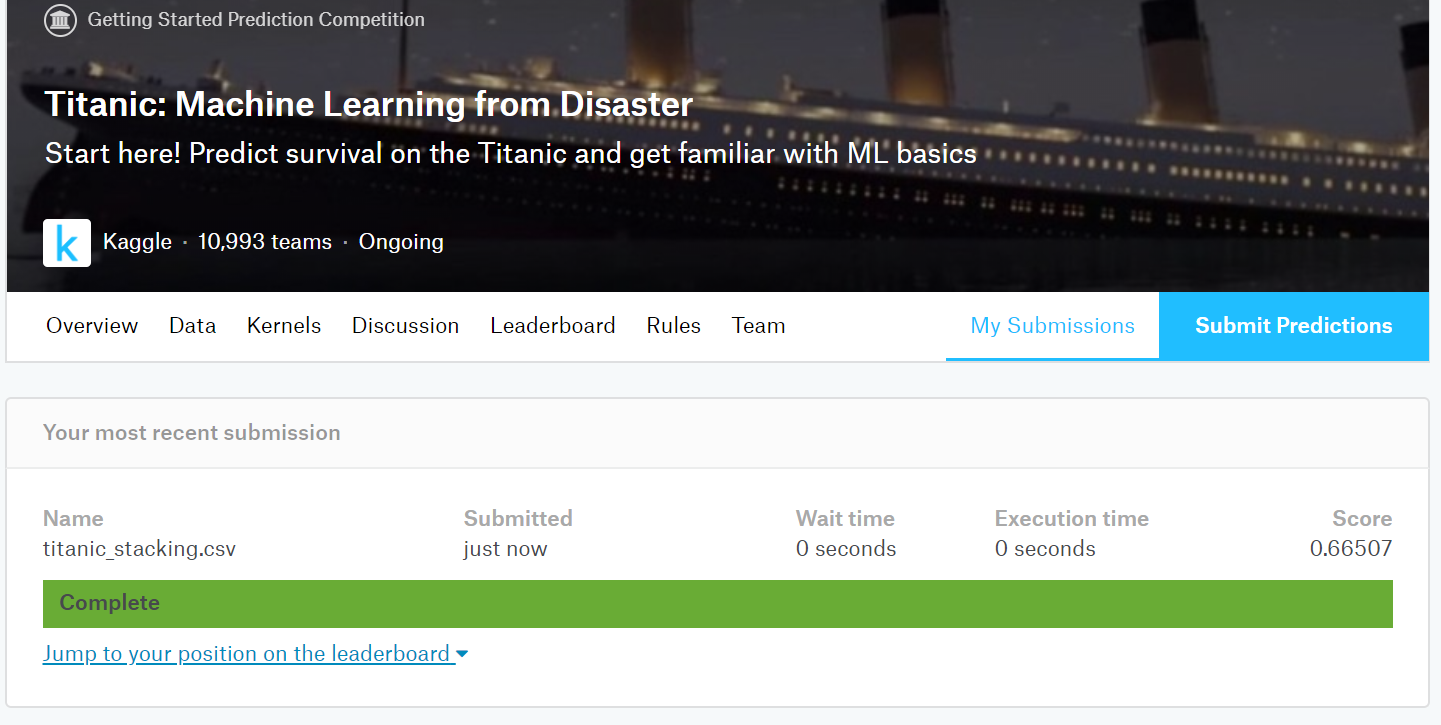 Getting Started Prediction Competition
Titanic: Machine Learning from Disaster
Start here! Predict survival on the Titanic and get familiar with ML basics
k
Kaggle · 10,993 teams · Ongoing
Overview Data Kernels Discussion Leaderboard Rules Team My Submissions Submit Predictions
Your most recent submission
Name Submitted Wait time Execution time Score
titanic_stacking.csv just now 0 seconds 0 seconds 0.66507
Complete
Jump to your position on the leaderboard